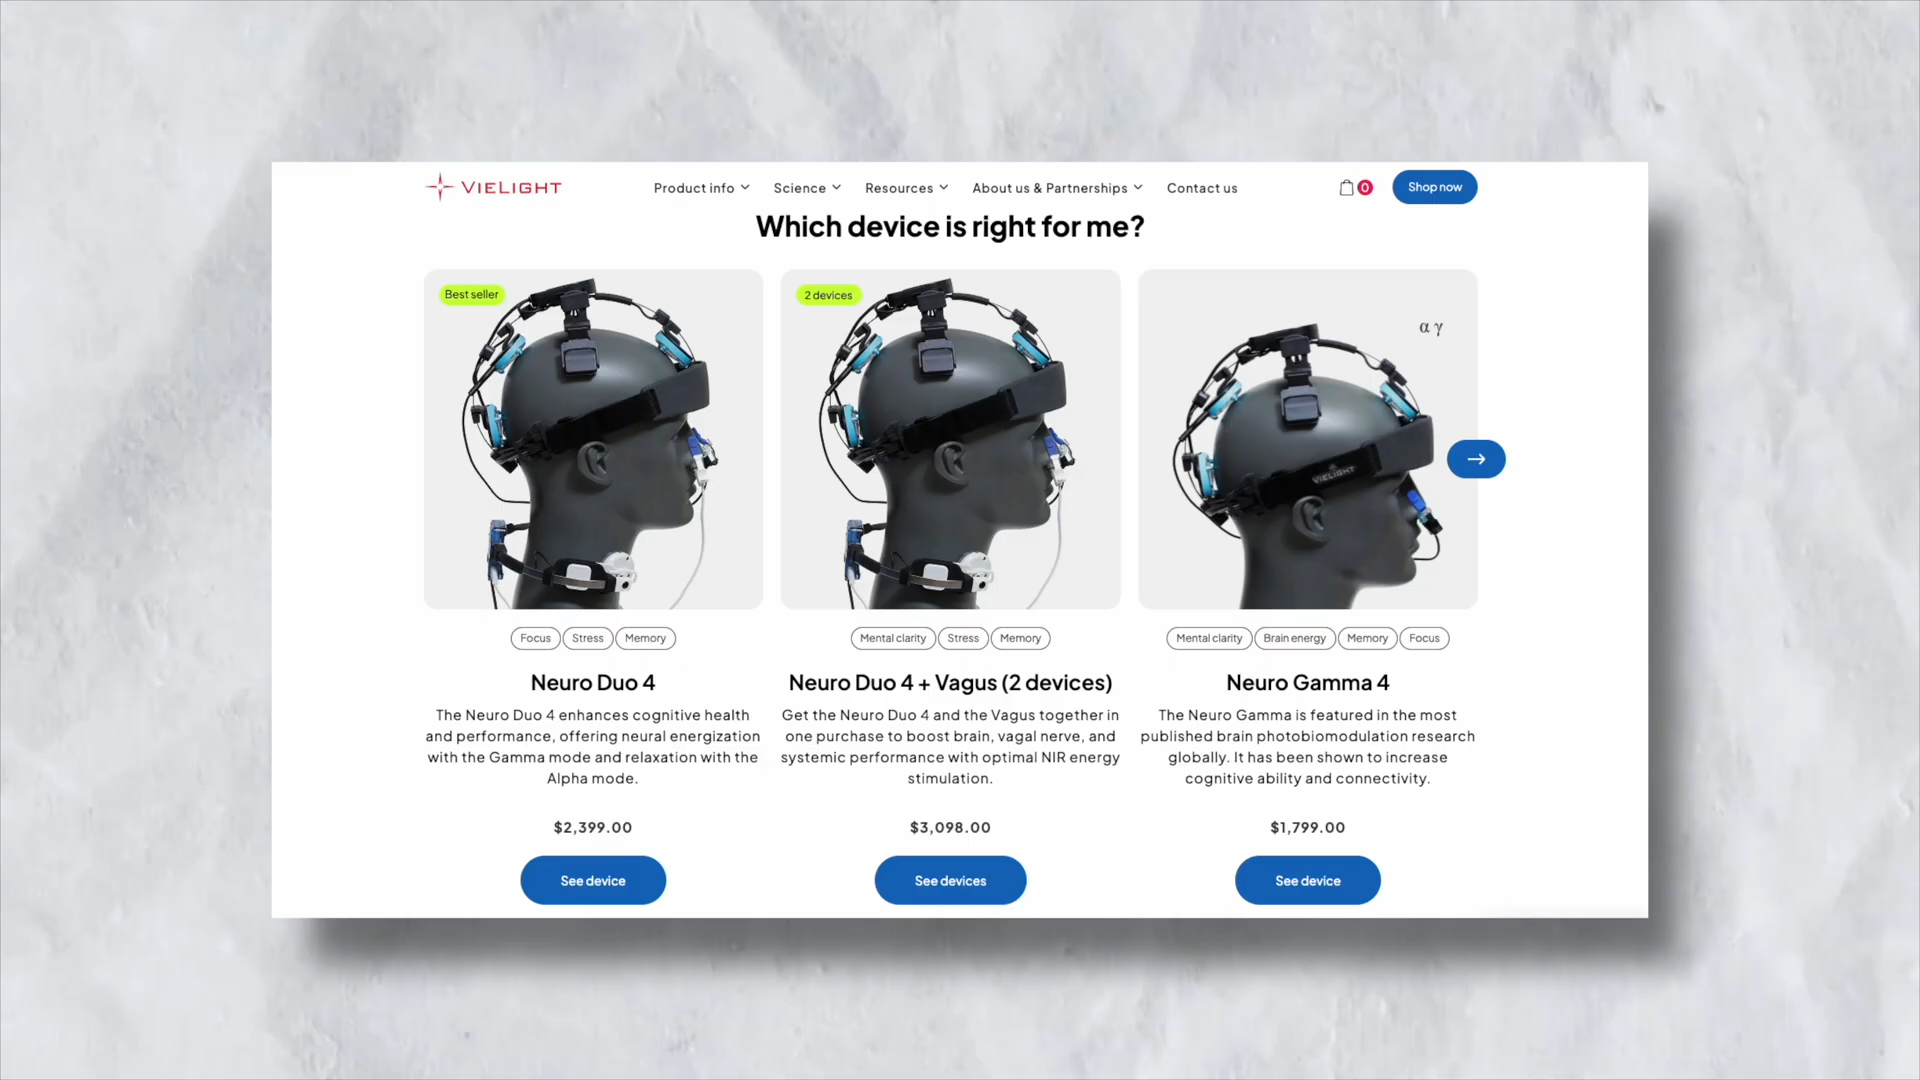 VIELIGHT
Product info Science Resources About us & Partnerships Contact us 0 Shop now
Which device is right for me?
Best seller
2 devices
α γ
VIELIGHT
Focus Stress Memory
Mental clarity Stress Memory
Mental clarity Brain energy Memory Focus
Neuro Duo 4
The Neuro Duo 4 enhances cognitive health
and performance, offering neural energization
with the Gamma mode and relaxation with the
Alpha mode.
$2,399.00
See device
Neuro Duo 4 + Vagus (2 devices)
Get the Neuro Duo 4 and the Vagus together in
one purchase to boost brain, vagal nerve, and
systemic performance with optimal NIR energy
stimulation.
$3,098.00
See devices
Neuro Gamma 4
The Neuro Gamma is featured in the most
published brain photobiomodulation research
globally. It has been shown to increase
cognitive ability and connectivity.
$1,799.00
See device